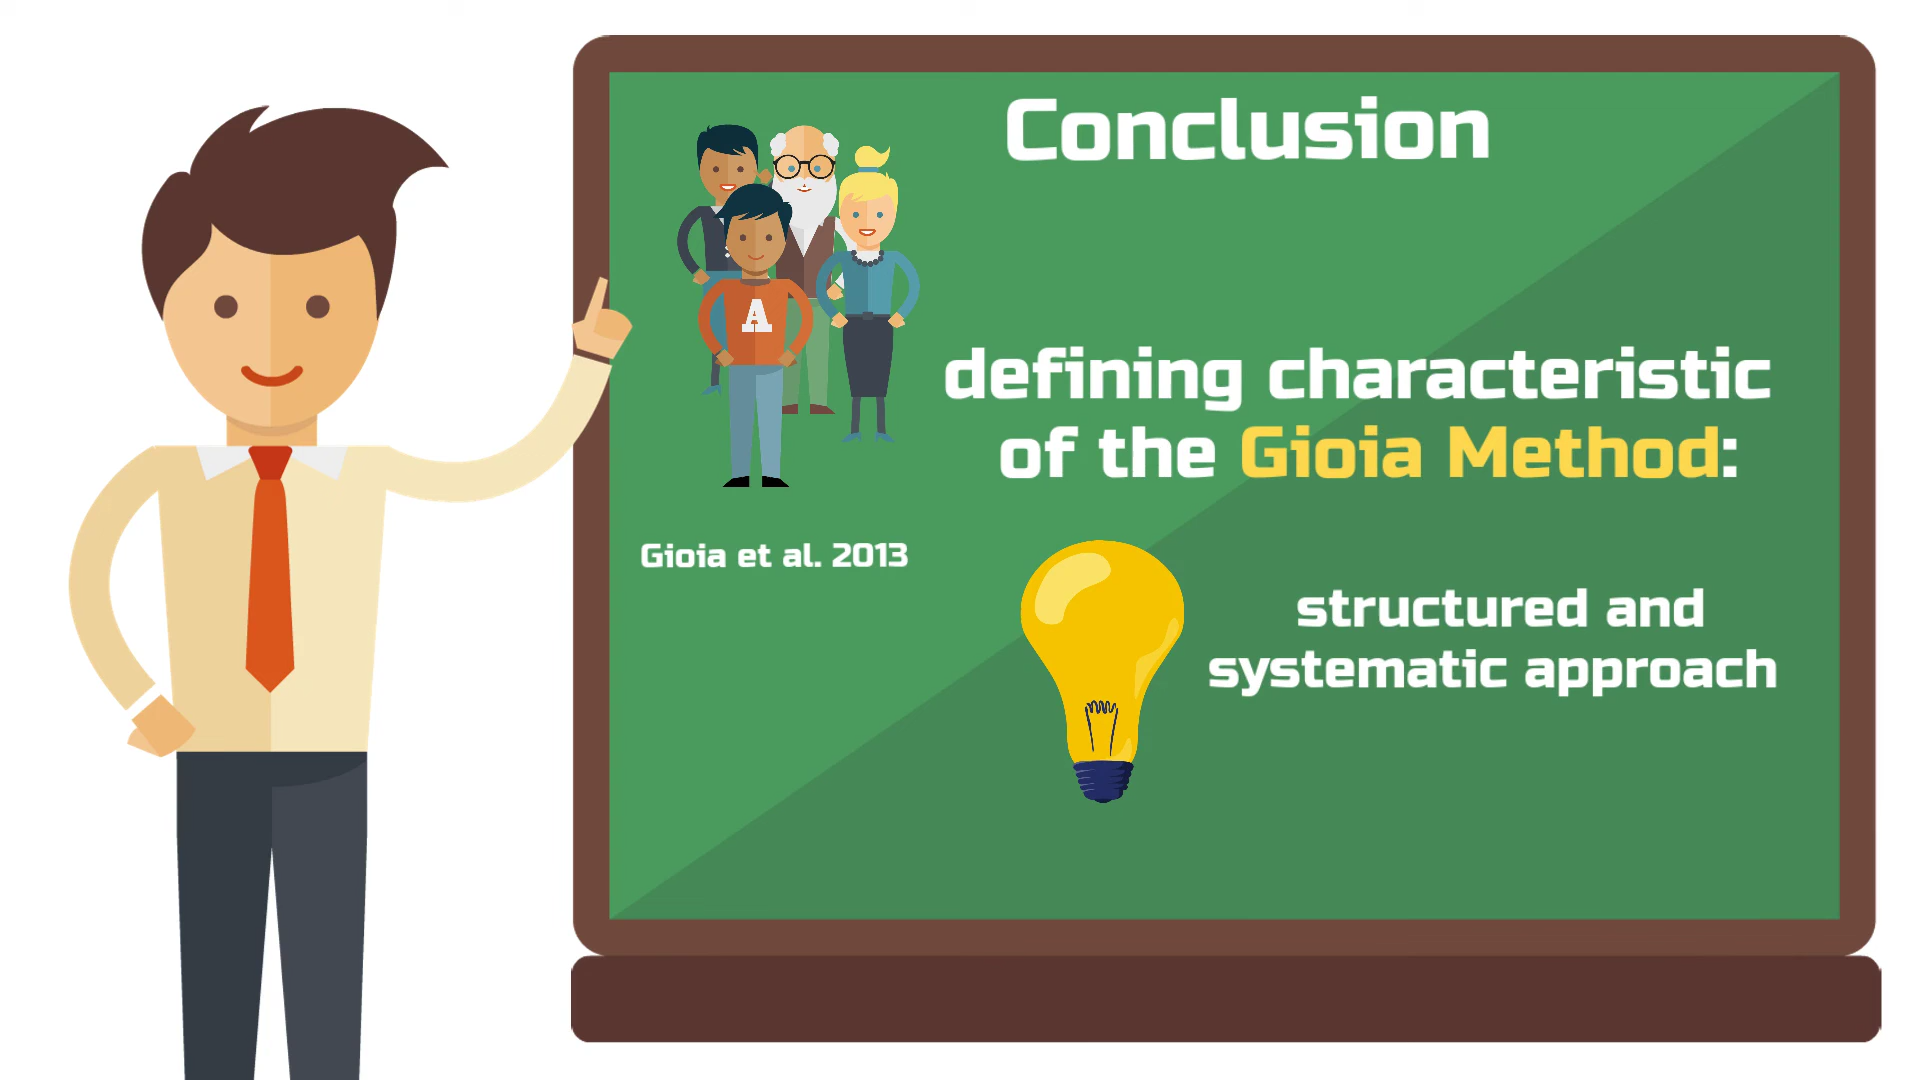 Conclusion
A
defining characteristic
of the Gioia Method:
Gioia et al. 2013
structured and
systematic approach